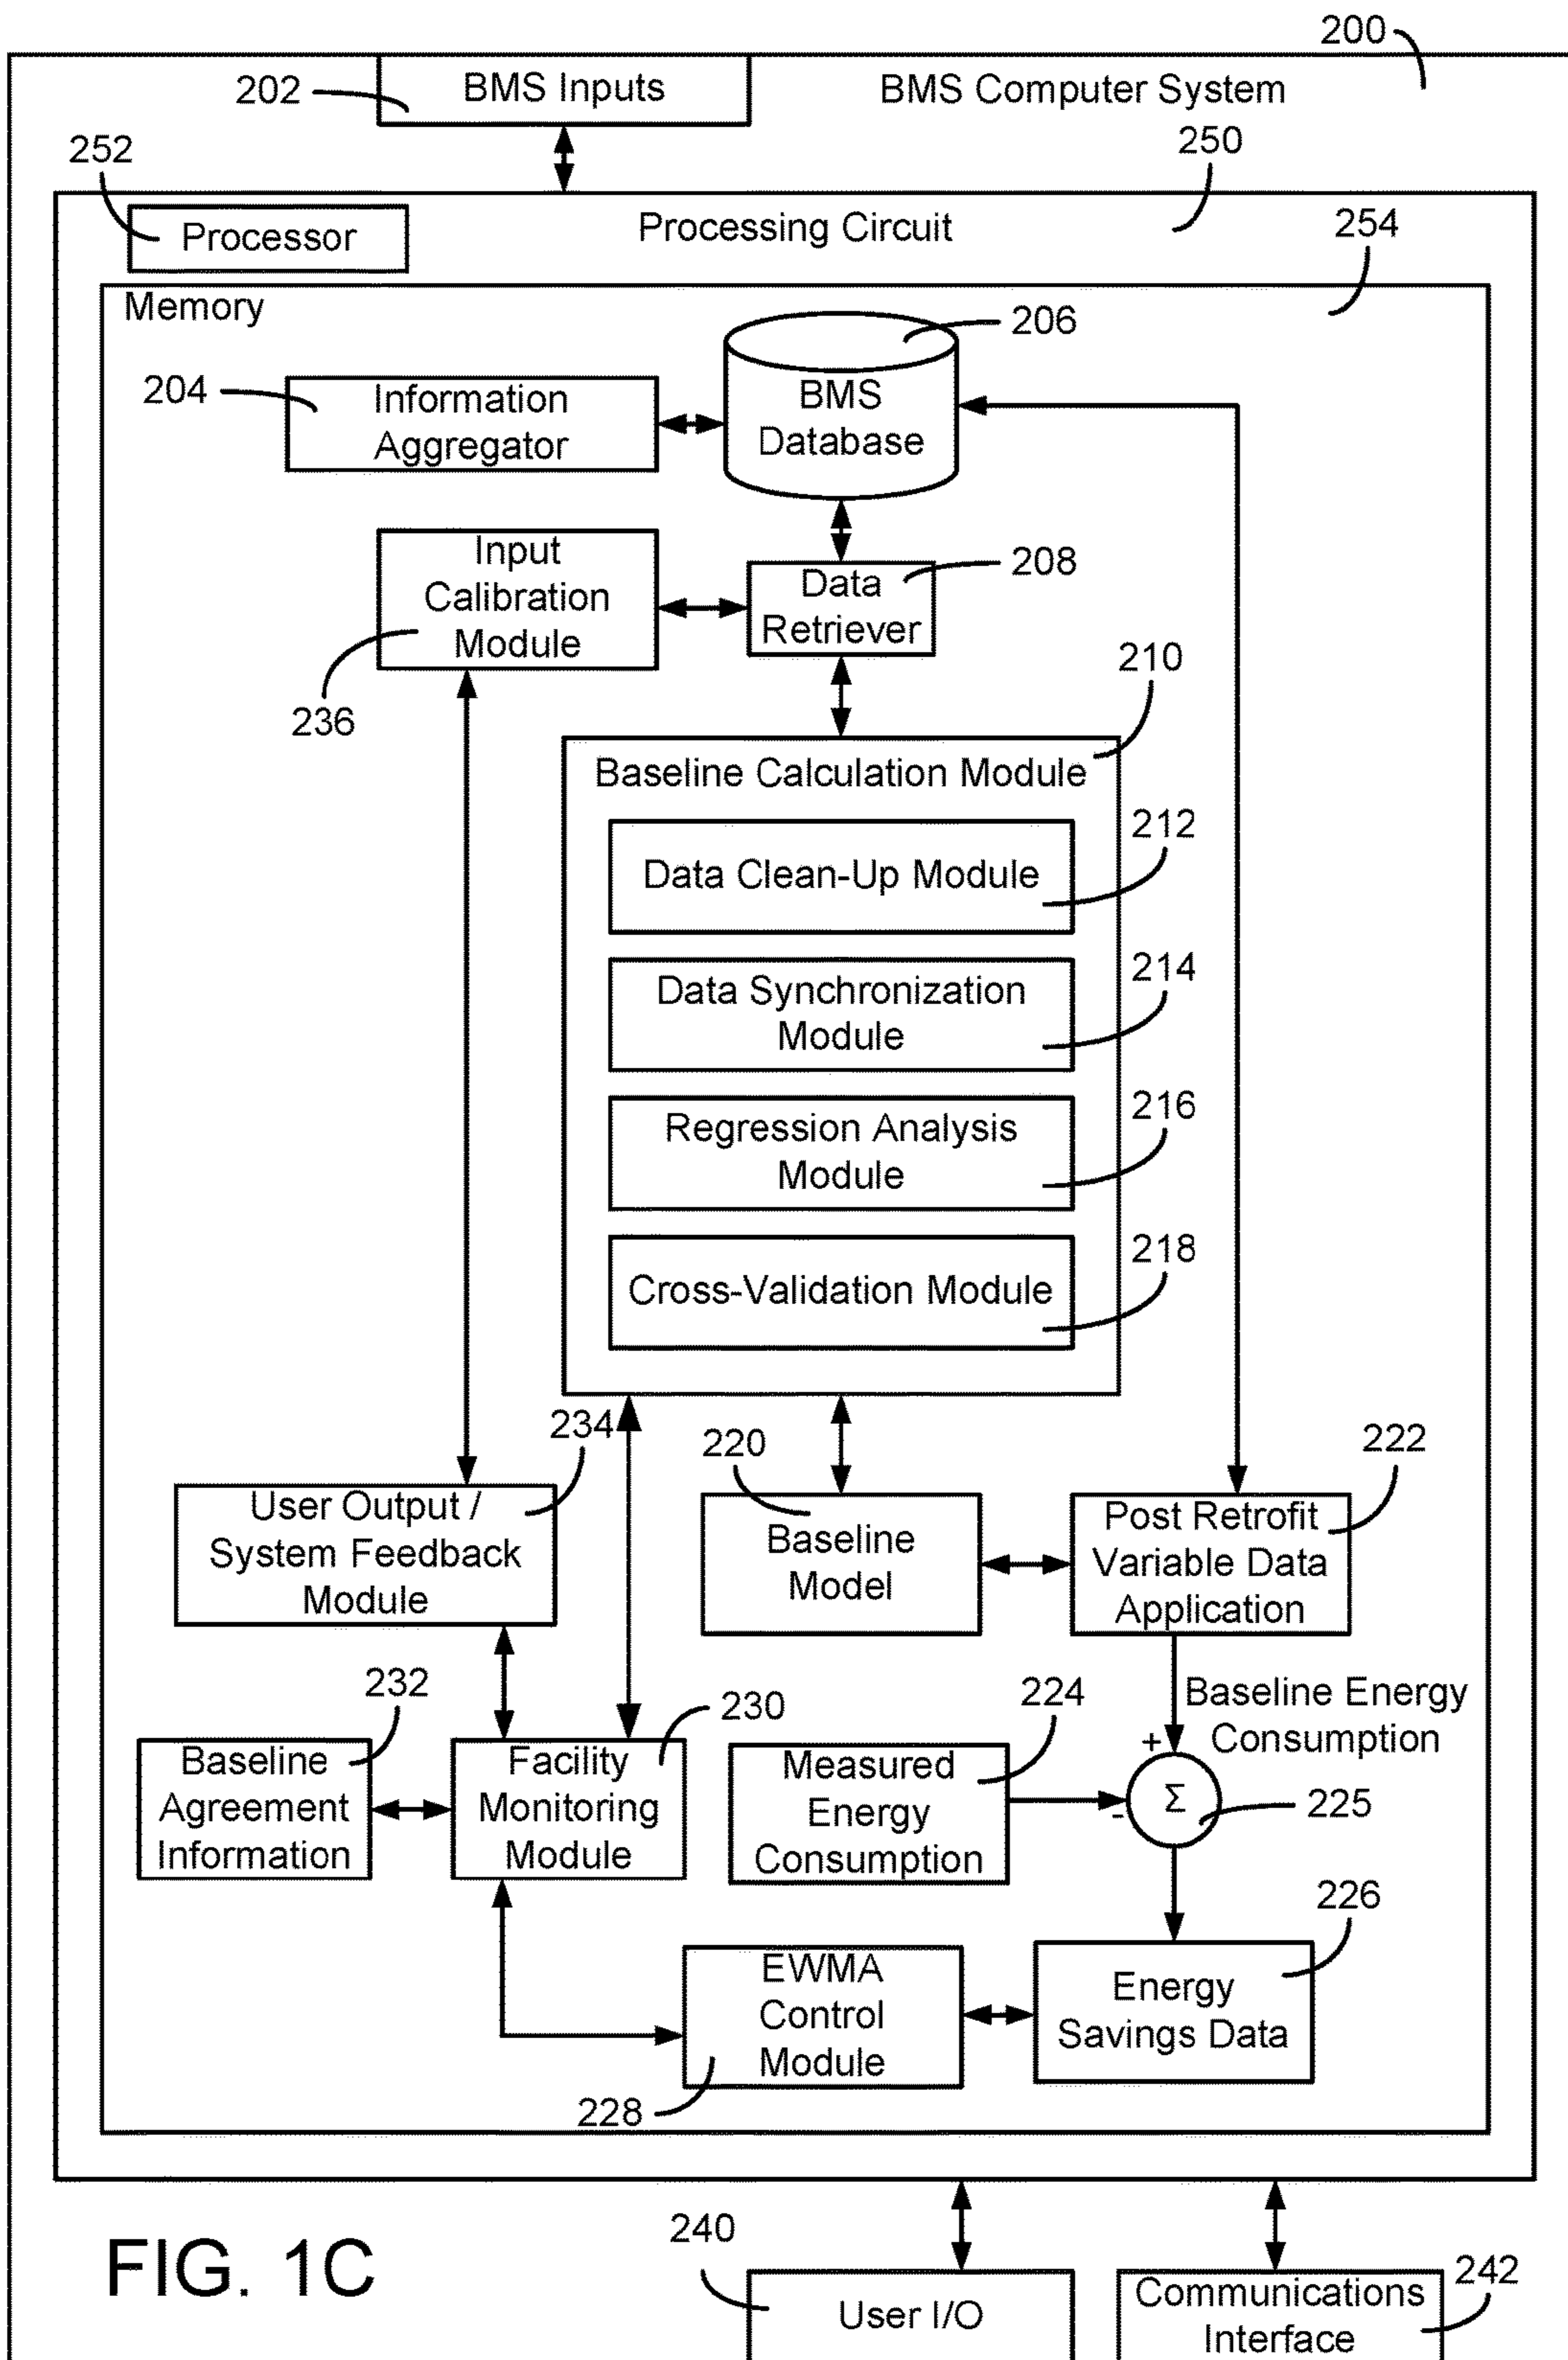 200
202
BMS Inputs
BMS Computer System
252
250
Processor
Processing Circuit
254
Memory
206
204
Information
Aggregator
BMS
Database
Input
Calibration
Module
236
Data
Retriever
208
210
Baseline Calculation Module
212
Data Clean-Up Module
214
Data Synchronization
Module
216
Regression Analysis
Module
218
Cross-Validation Module
234
User Output /
System Feedback
Module
220
Baseline
Model
222
Post Retrofit
Variable Data
Application
232
Baseline
Agreement
Information
230
Facility
Monitoring
Module
224
Measured
Energy
Consumption
Baseline Energy
Consumption
+
-
Σ
225
226
EWMA
Control
Module
228
Energy
Savings Data
FIG. 1C
240
User I/O
242
Communications
Interface